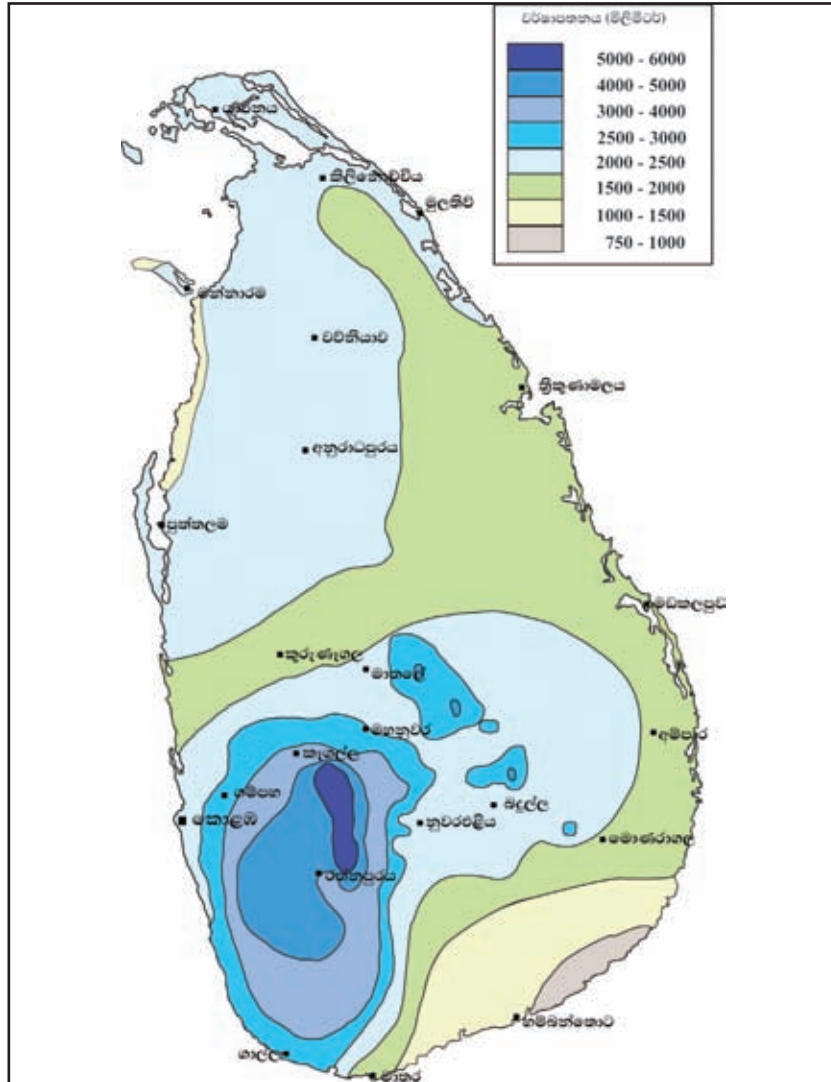 වර්ෂාපතනය (මිලිමීටර්)
5000 - 6000
4000 - 5000
3000 - 4000
2500 - 3000
2000 - 2500
1500 - 2000
1000 - 1500
750 - 1000
යාපනය
කිලිනොච්චිය
මුලතිව්
මන්නාරම
වව්නියාව
ත්‍රිකුණාමලය
අනුරාධපුරය
පුත්තලම
මඩකලපුව
කුරුණෑගල
මාතලේ
මහනුවර
අම්පාර
කෑගල්ල
ගම්පහ
බදුල්ල
කොළඹ
නුවරඑළිය
මොණරාගල
රත්නපුරය
හම්බන්තොට
ගාල්ල
මාතර